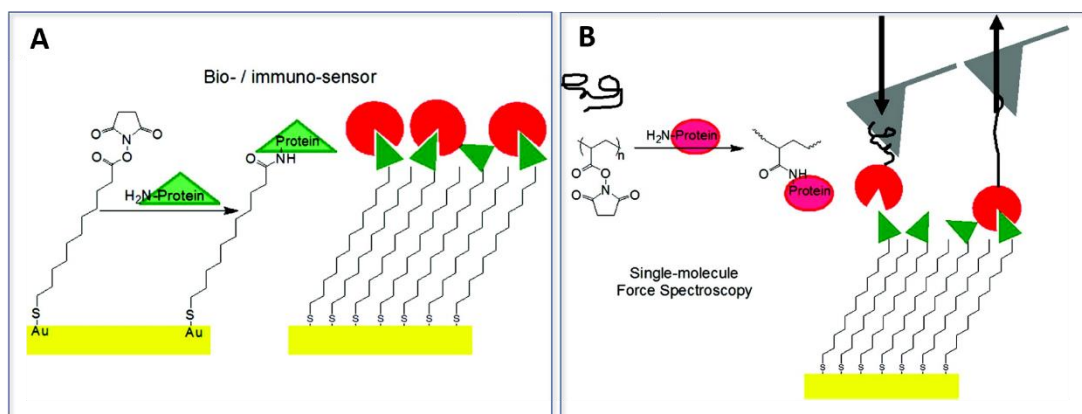 A
Bio- / immuno-sensor
O
N
O
O
O
Protein
O
NH
H₂N-Protein
S
Au
S
Au
S S S S S S S
B
H₂N-Protein
n
O
O
O
N
O
O
NH
Protein
Single-molecule
Force Spectroscopy
S S S S S S S